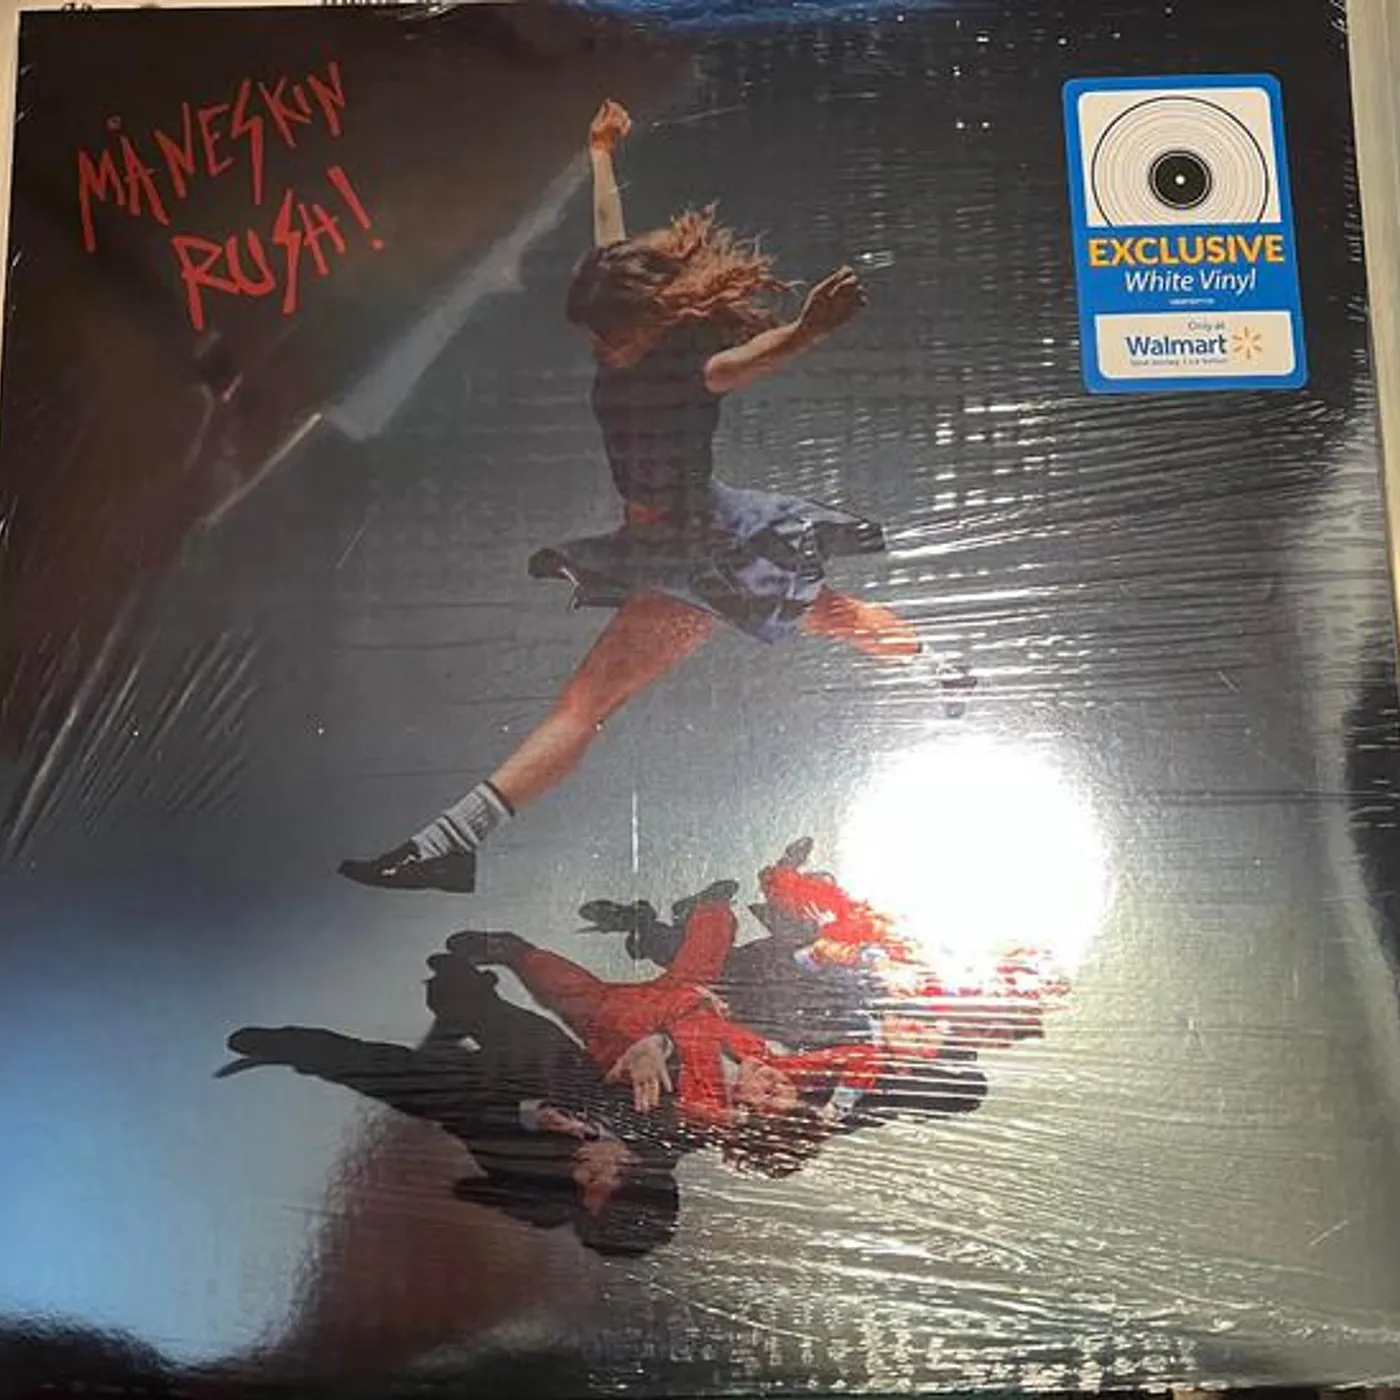 MÅNESKIN
RUSH!
EXCLUSIVE
White Vinyl
Only at
Walmart